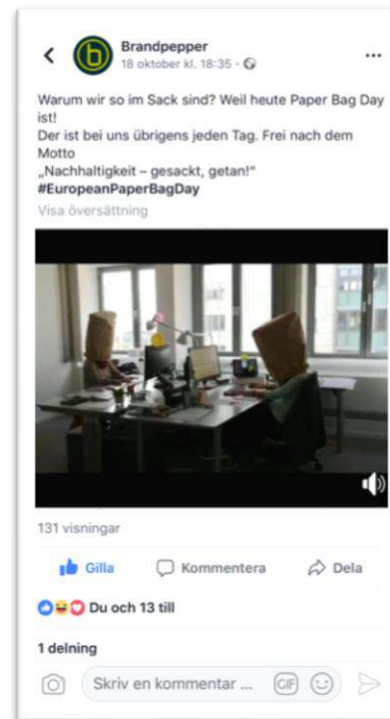 Brandpepper
18 oktober kl. 18:35 -
Warum wir so im Sack sind? Weil heute Paper Bag Day
ist!
Der ist bei uns übrigens jeden Tag. Frei nach dem
Motto
„Nachhaltigkeit – gesackt, getan!“
#EuropeanPaperBagDay
Visa översättning
131 visningar
Gilla Kommentera Dela
Du och 13 till
1 delning
Skriv en kommentar ... GIF